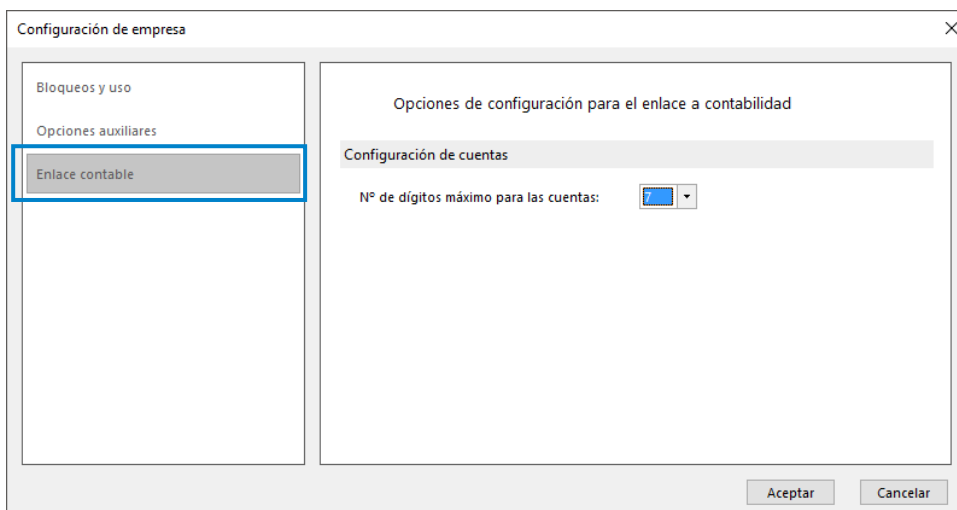 Configuración de empresa
Bloqueos y uso
Opciones auxiliares
Enlace contable
Opciones de configuración para el enlace a contabilidad
Configuración de cuentas
Nº de dígitos máximo para las cuentas: 7
Aceptar Cancelar